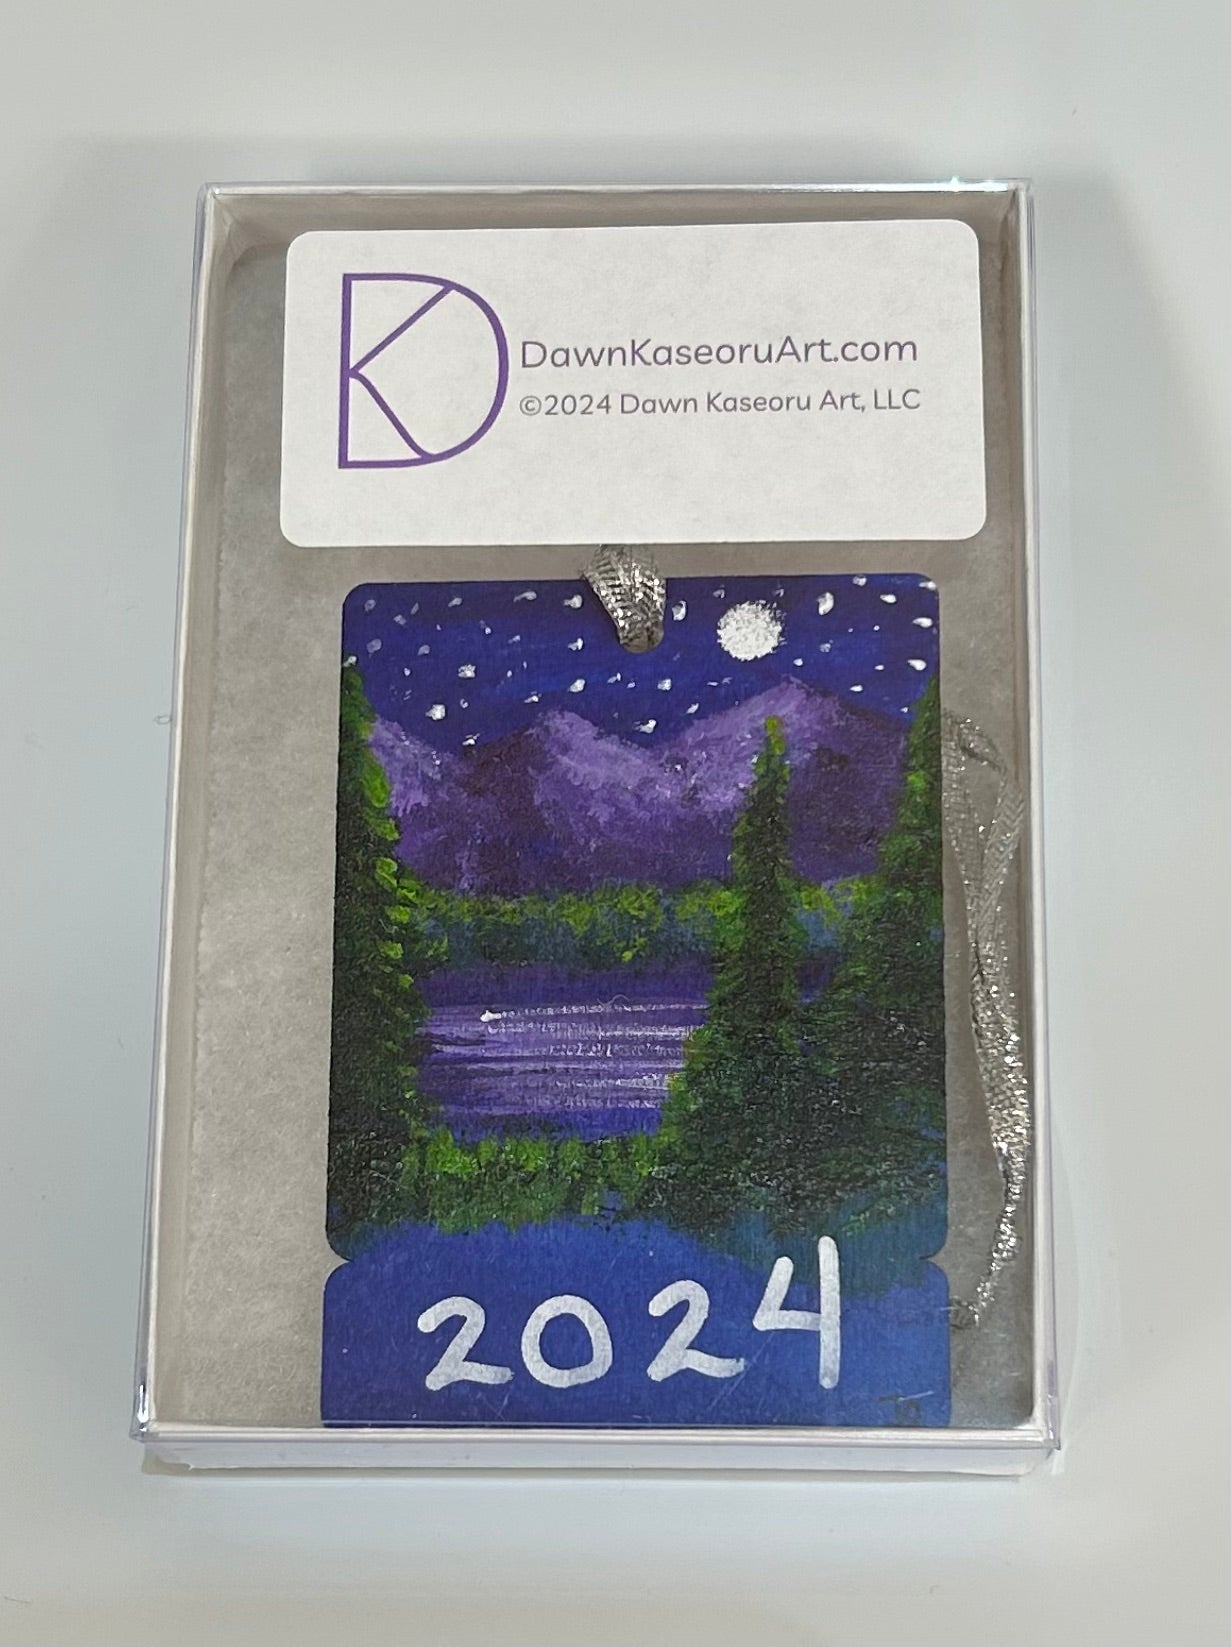 DawnKaseoruArt.com
©2024 Dawn Kaseoru Art, LLC
2024